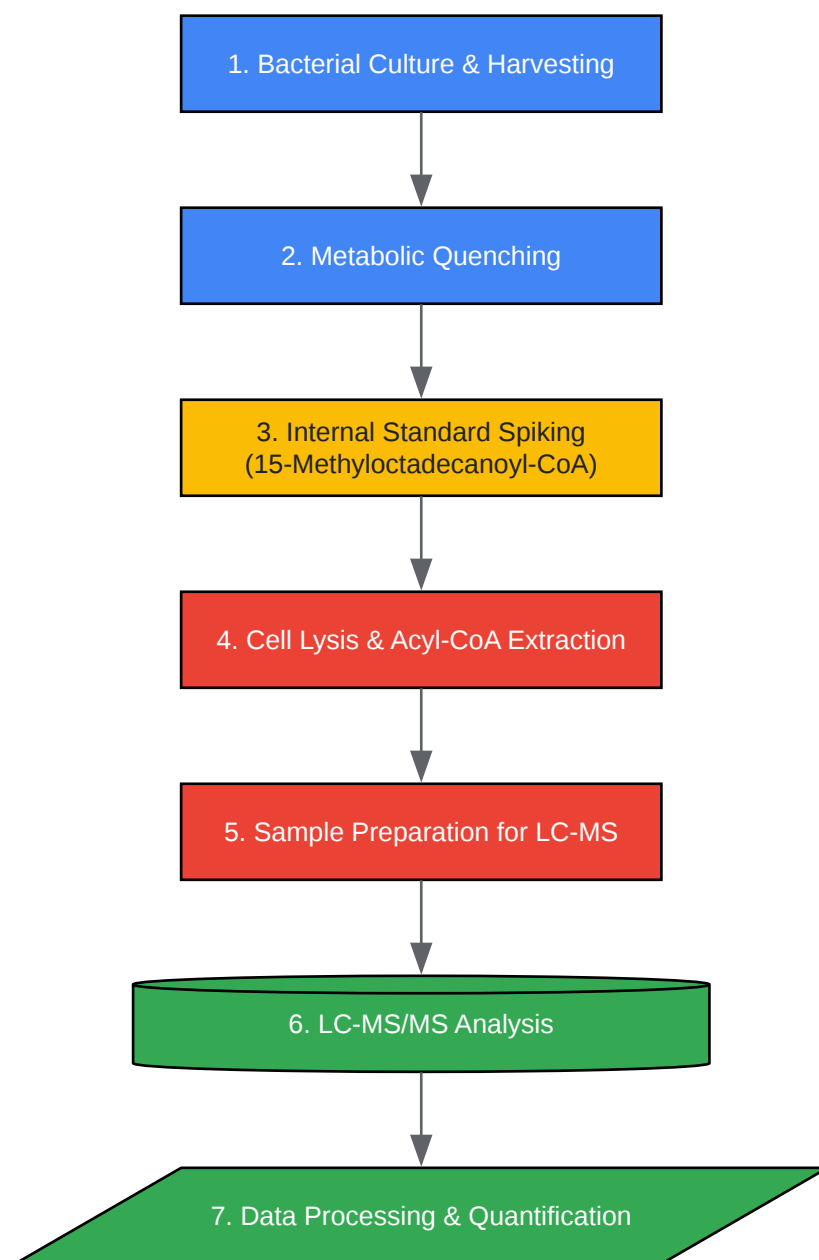 1. Bacterial Culture & Harvesting
2. Metabolic Quenching
3. Internal Standard Spiking
(15-Methyloctadecanoyl-CoA)
4. Cell Lysis & Acyl-CoA Extraction
5. Sample Preparation for LC-MS
6. LC-MS/MS Analysis
7. Data Processing & Quantification